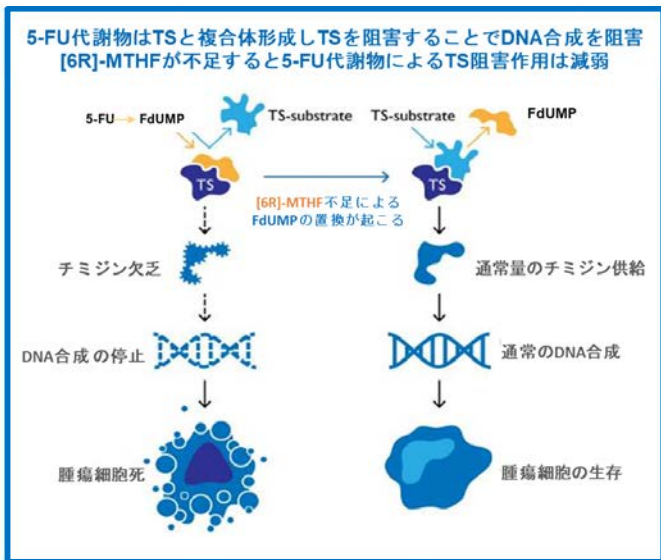 5-FU代謝物はTSと複合体形成しTSを阻害することでDNA合成を阻害
[6R]-MTHFが不足すると5-FU代謝物によるTS阻害作用は減弱
5-FU → FdUMP
TS-substrate
TS
TS-substrate
FdUMP
TS
[6R]-MTHF不足による
FdUMPの置換が起こる
チミジン欠乏
通常量のチミジン供給
DNA合成の停止
通常のDNA合成
腫瘍細胞死
腫瘍細胞の生存